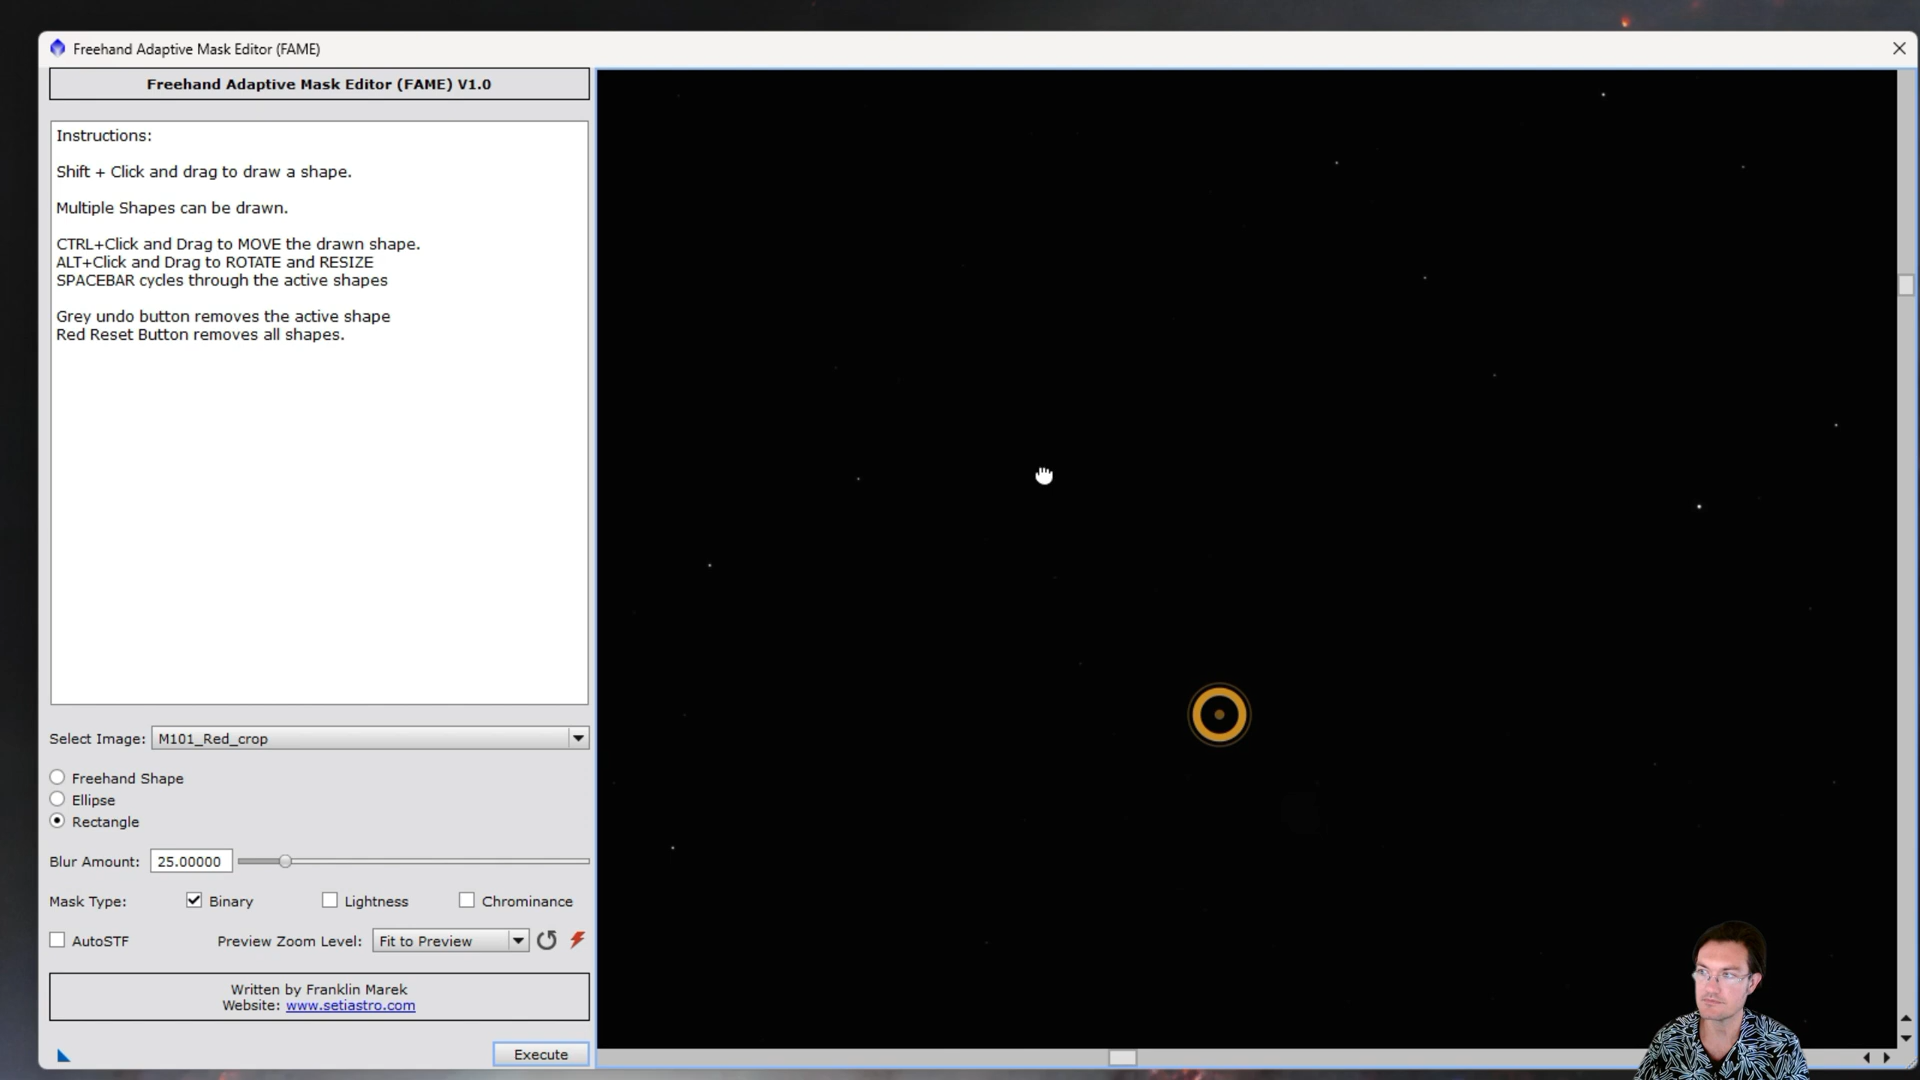 Freehand Adaptive Mask Editor (FAME)
Freehand Adaptive Mask Editor (FAME) V1.0
Instructions:
Shift + Click and drag to draw a shape.
Multiple Shapes can be drawn.
CTRL+Click and Drag to MOVE the drawn shape.
ALT+Click and Drag to ROTATE and RESIZE
SPACEBAR cycles through the active shapes
Grey undo button removes the active shape
Red Reset Button removes all shapes.
Select Image: M101_Red_crop
Freehand Shape
Ellipse
Rectangle
Blur Amount: 25.00000
Mask Type: Binary Lightness Chrominance
AutoSTF Preview Zoom Level: Fit to Preview
Written by Franklin Marek
Website: www.setiastro.com
Execute